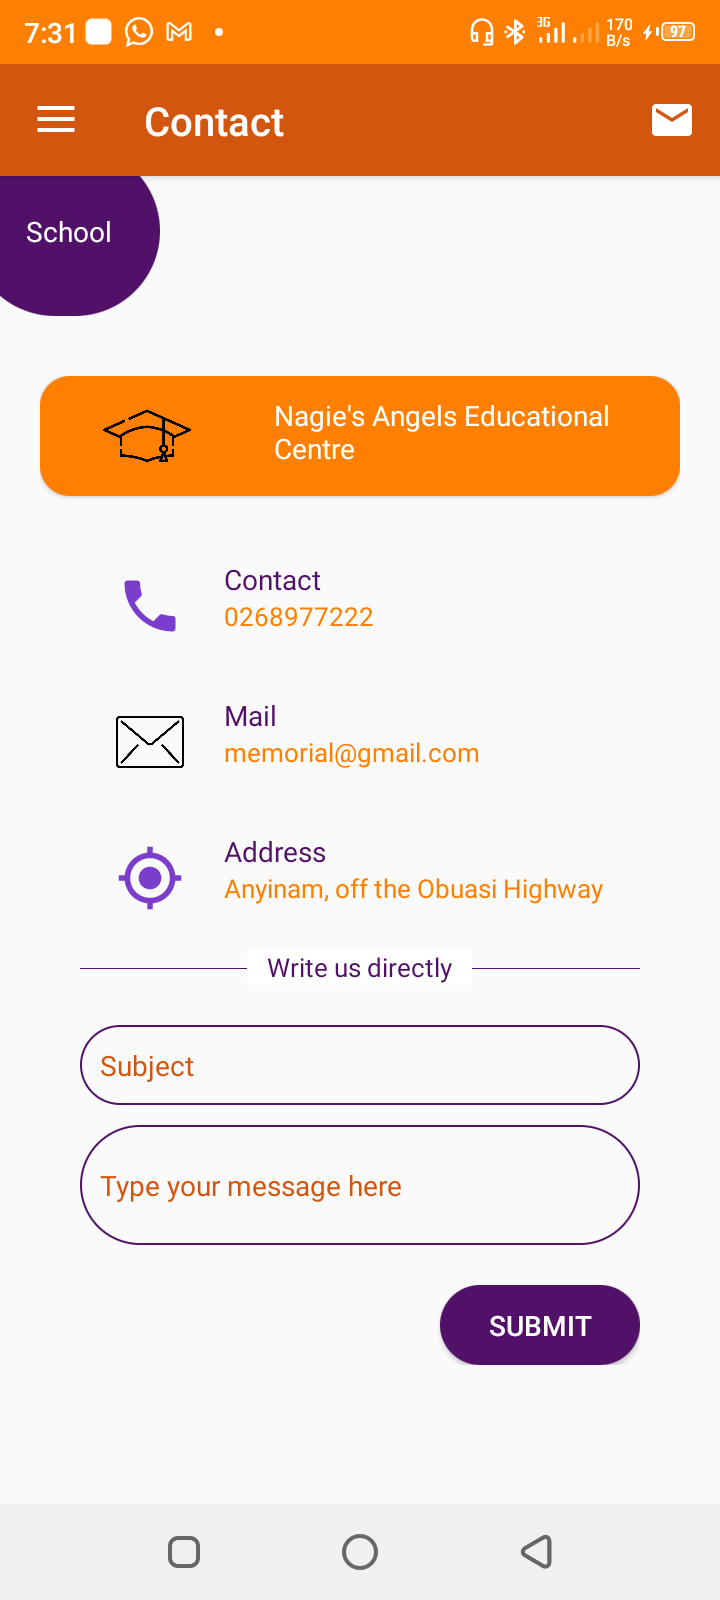 7:31
3G
170
B/s
97
Contact
School
Nagie's Angels Educational
Centre
Contact
0268977222
Mail
memorial@gmail.com
Address
Anyinam, off the Obuasi Highway
Write us directly
Subject
Type your message here
SUBMIT